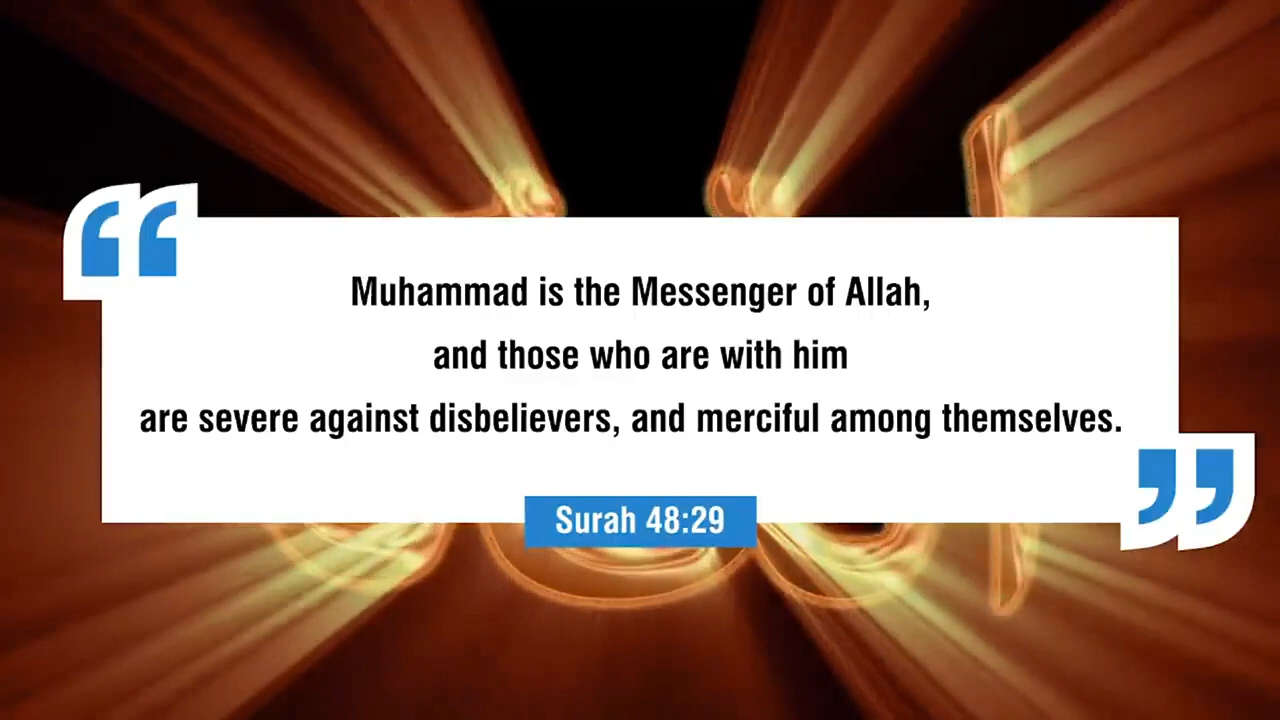 Muhammad is the Messenger of Allah,
and those who are with him
are severe against disbelievers, and merciful among themselves.
Surah 48:29